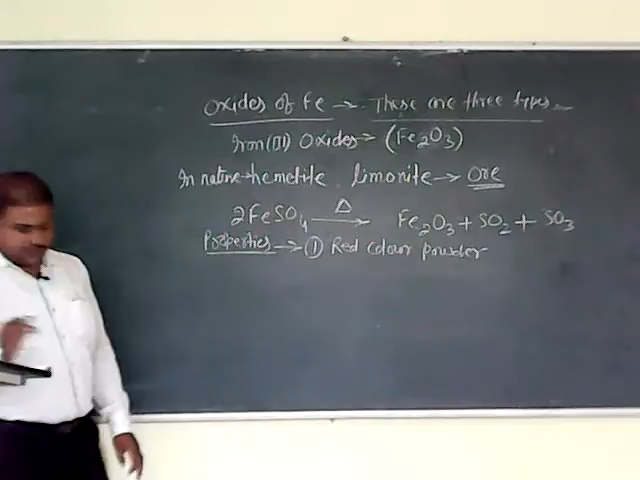 Oxides of Fe → These are three types
Iron(III) Oxides → (Fe₂O₃)
In nature → hemetite, limonite → Ore
2FeSO₄ —Δ→ Fe₂O₃ + SO₂ + SO₃
Properties → ① Red colour powder